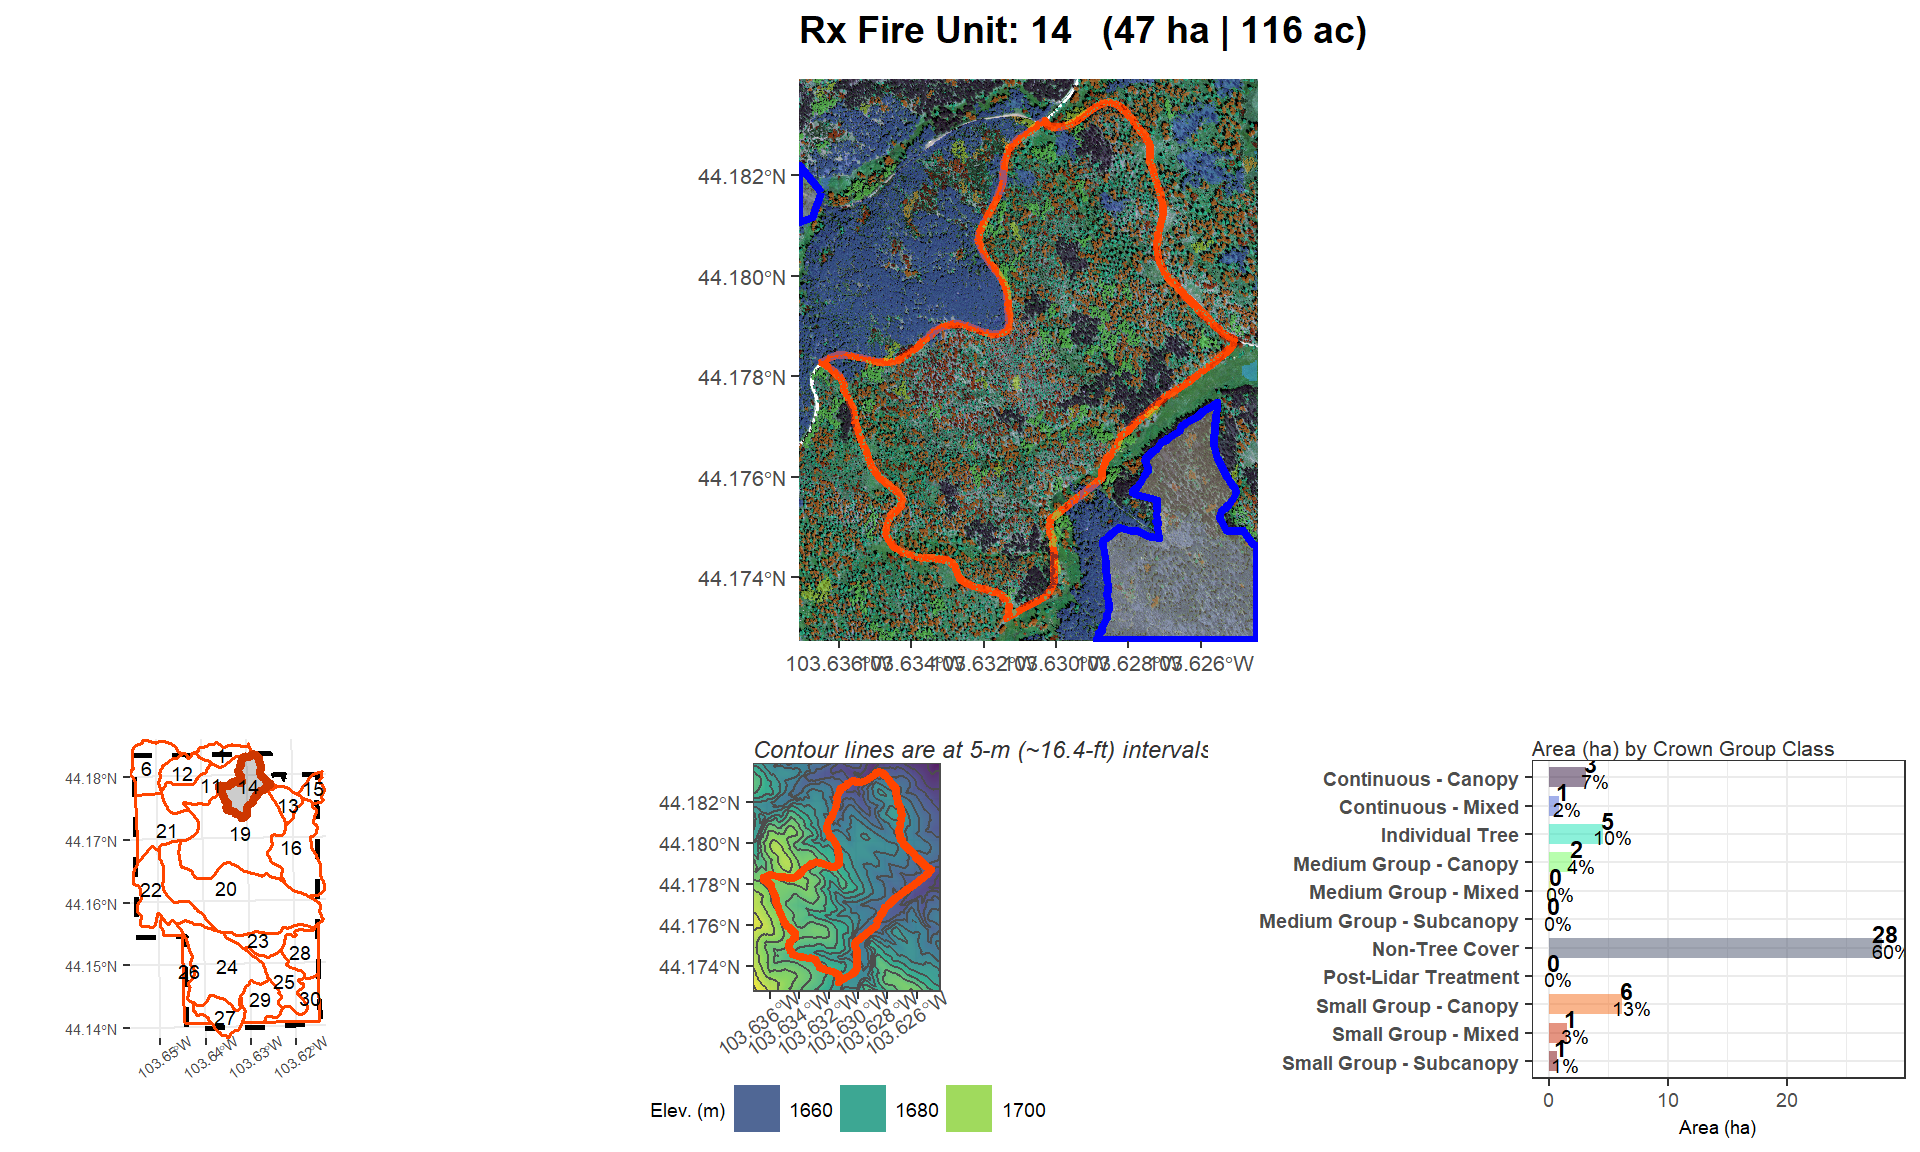 Rx Fire Unit: 14   (47 ha | 116 ac)
44.182°N
44.180°N
44.178°N
44.176°N
44.174°N
103.636°W
103.634°W
103.632°W
103.630°W
103.628°W
103.626°W
44.18°N
44.17°N
44.16°N
44.15°N
44.14°N
6
12
1
11
14
15
13
21
19
16
22
20
23
28
26
24
25
29
30
27
103.65°W
103.64°W
103.63°W
103.62°W
Contour lines are at 5-m (~16.4-ft) intervals
44.182°N
44.180°N
44.178°N
44.176°N
44.174°N
103.636°W
103.634°W
103.632°W
103.630°W
103.628°W
103.626°W
Elev. (m)
1660
1680
1700
Area (ha) by Crown Group Class
Continuous - Canopy
3
7%
Continuous - Mixed
1
2%
Individual Tree
5
10%
Medium Group - Canopy
2
4%
Medium Group - Mixed
0
0%
Medium Group - Subcanopy
0
0%
Non-Tree Cover
28
60%
Post-Lidar Treatment
0
0%
Small Group - Canopy
6
13%
Small Group - Mixed
1
3%
Small Group - Subcanopy
1
1%
0
10
20
Area (ha)